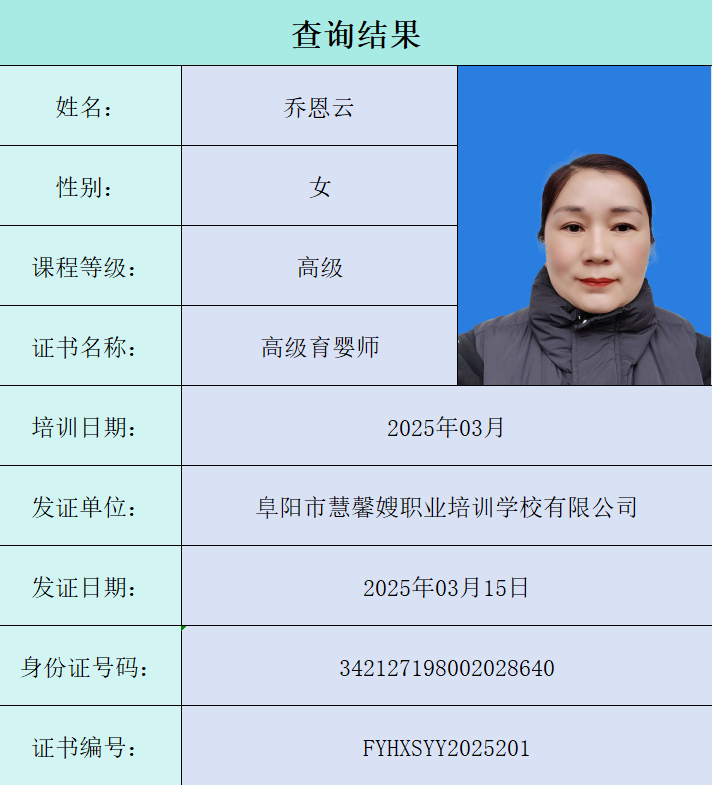 查询结果
姓名： 乔恩云
性别： 女
课程等级： 高级
证书名称： 高级育婴师
培训日期： 2025年03月
发证单位： 阜阳市慧馨嫂职业培训学校有限公司
发证日期： 2025年03月15日
身份证号码： 342127198002028640
证书编号： FYHXSYY2025201